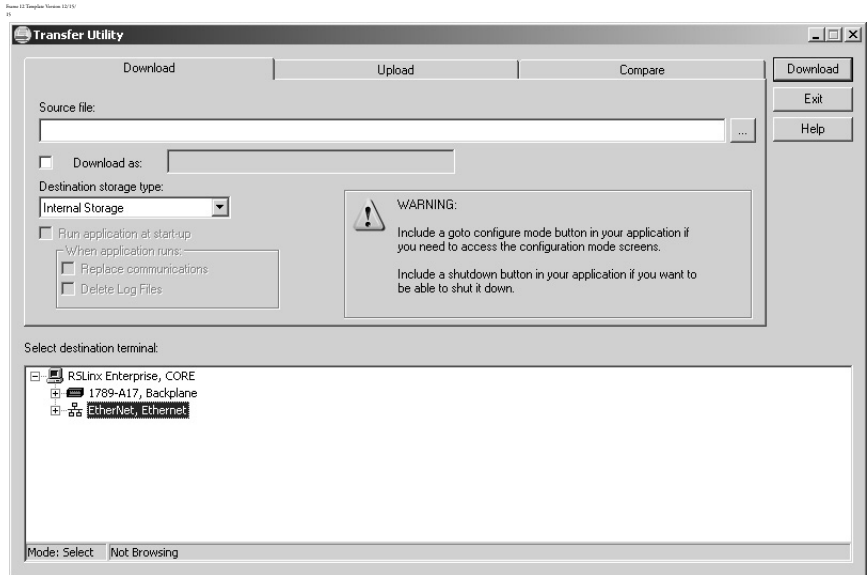 Transfer Utility
Download
Upload
Compare
Download
Exit
Help
Source file:
...
Download as:
Destination storage type:
Internal Storage
Run application at start-up
When application runs:
Replace communications
Delete Log Files
WARNING:
Include a goto configure mode button in your application if
you need to access the configuration mode screens.
Include a shutdown button in your application if you want to
be able to shut it down.
Select destination terminal:
RSLinx Enterprise, CORE
1789-A17, Backplane
EtherNet, Ethernet
Mode: Select
Not Browsing